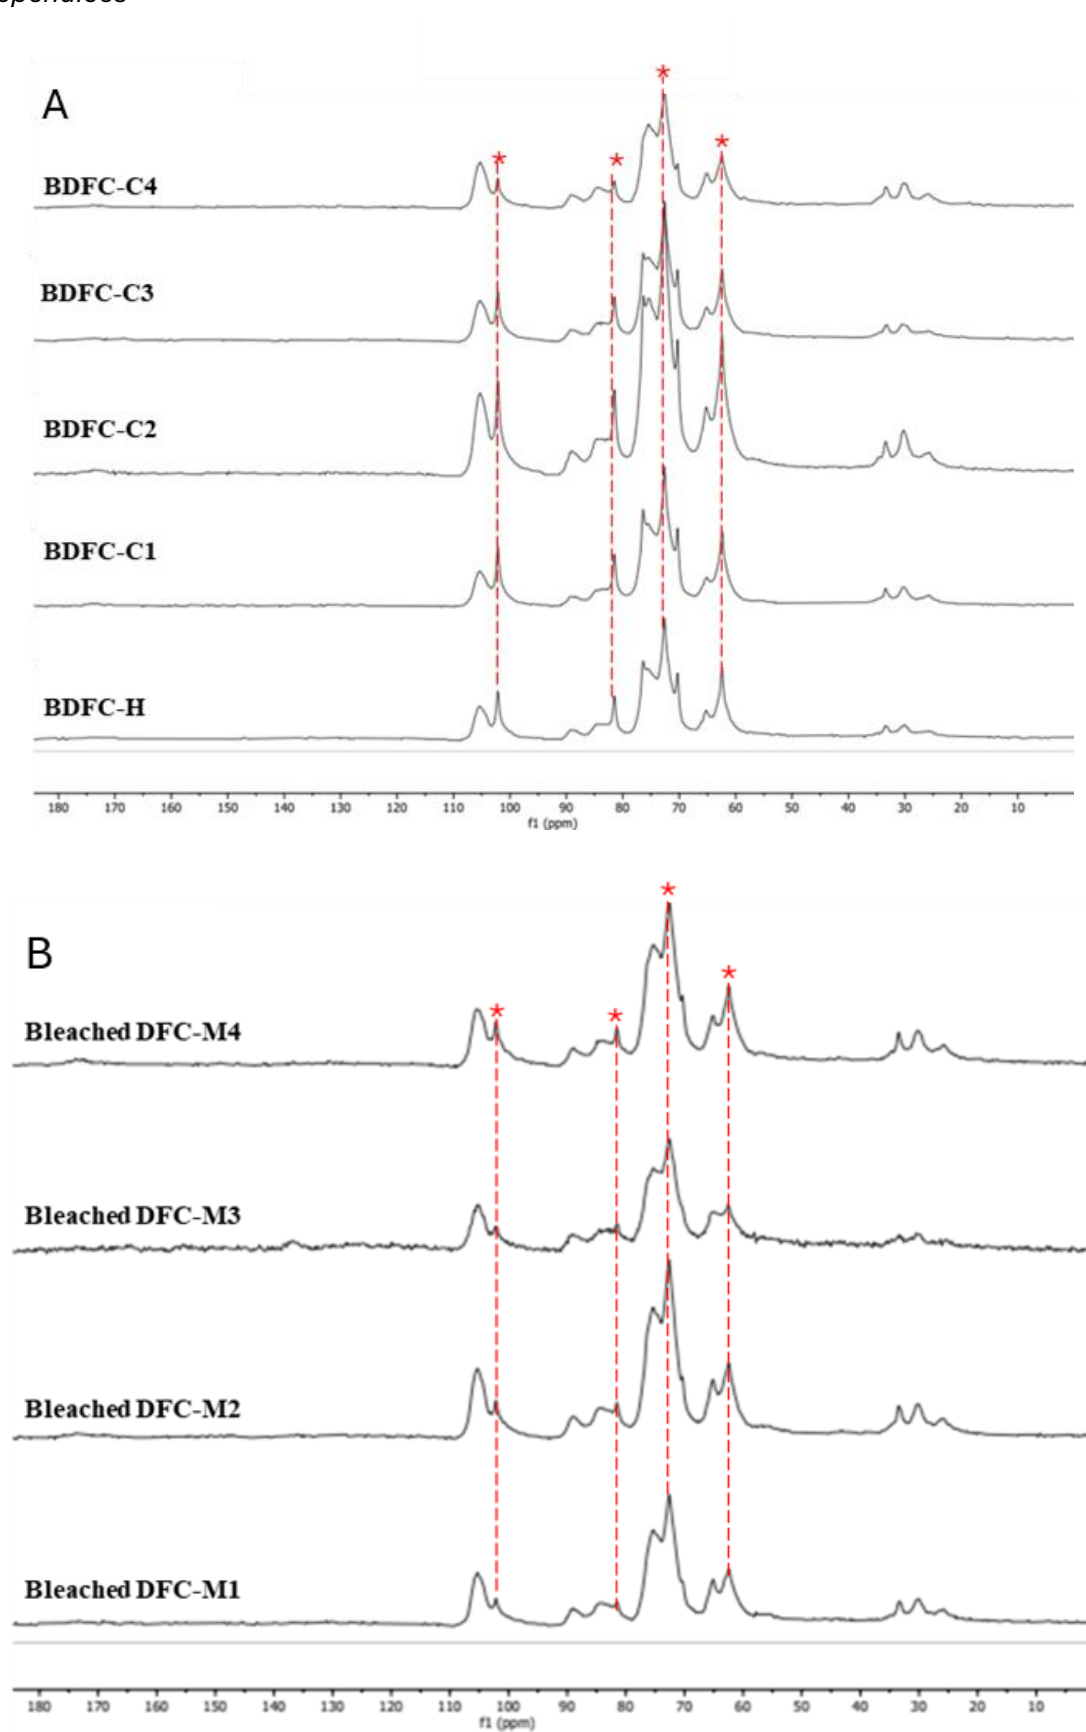 A
BDFC-C4
BDFC-C3
BDFC-C2
BDFC-C1
BDFC-H
180 170 160 150 140 130 120 110 100 90 80 70 60 50 40 30 20 10
f1 (ppm)
B
Bleached DFC-M4
Bleached DFC-M3
Bleached DFC-M2
Bleached DFC-M1
180 170 160 150 140 130 120 110 100 90 80 70 60 50 40 30 20 10
f1 (ppm)